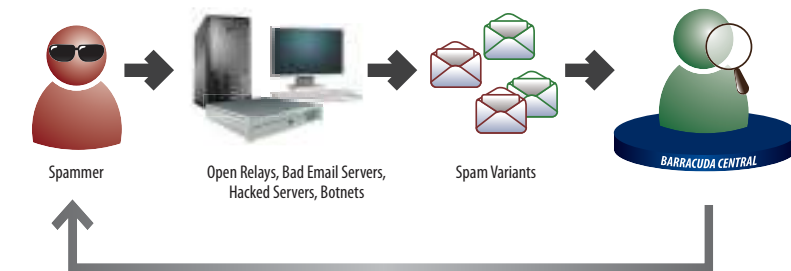 BARRACUDA CENTRAL
Spammer
Open Relays, Bad Email Servers,
Hacked Servers, Botnets
Spam Variants